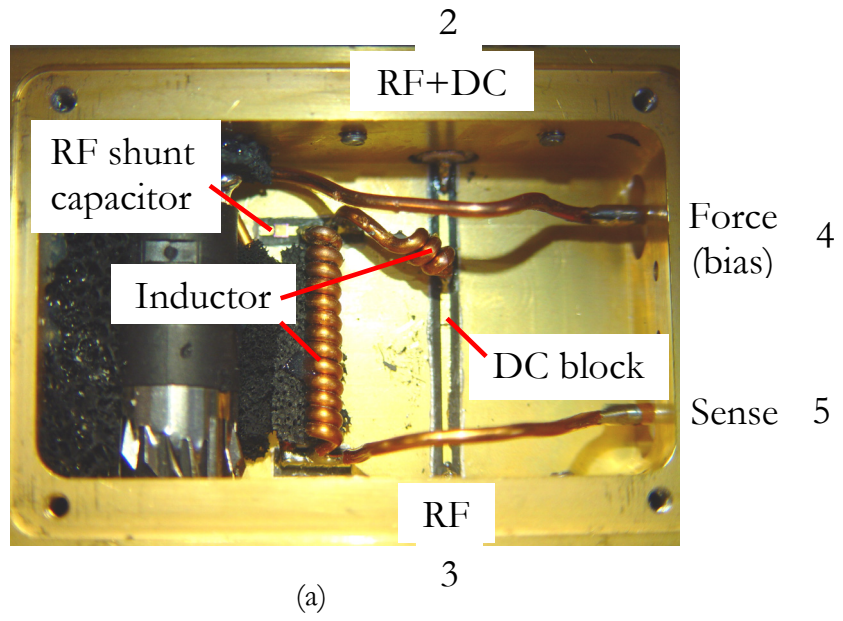 2
RF+DC
RF shunt
capacitor
Force
(bias)
4
Inductor
DC block
Sense
5
RF
3
(a)